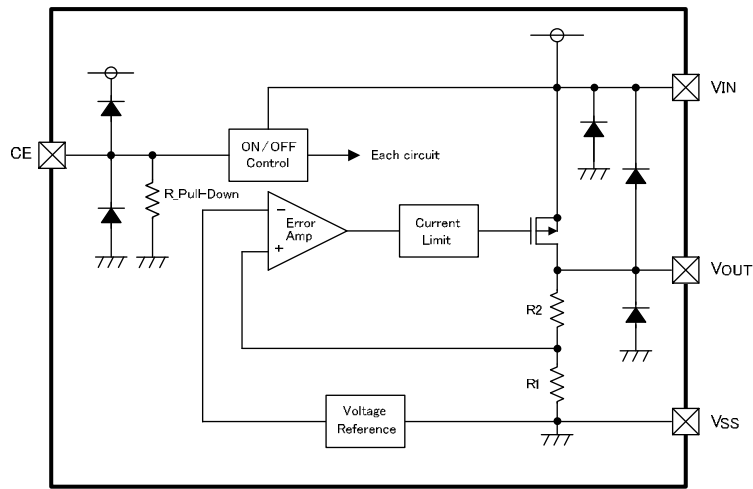 VIN
CE
ON/OFF
Control
Each circuit
R_Pull-Down
−
Error
Amp
+
Current
Limit
VOUT
R2
R1
Voltage
Reference
VSS